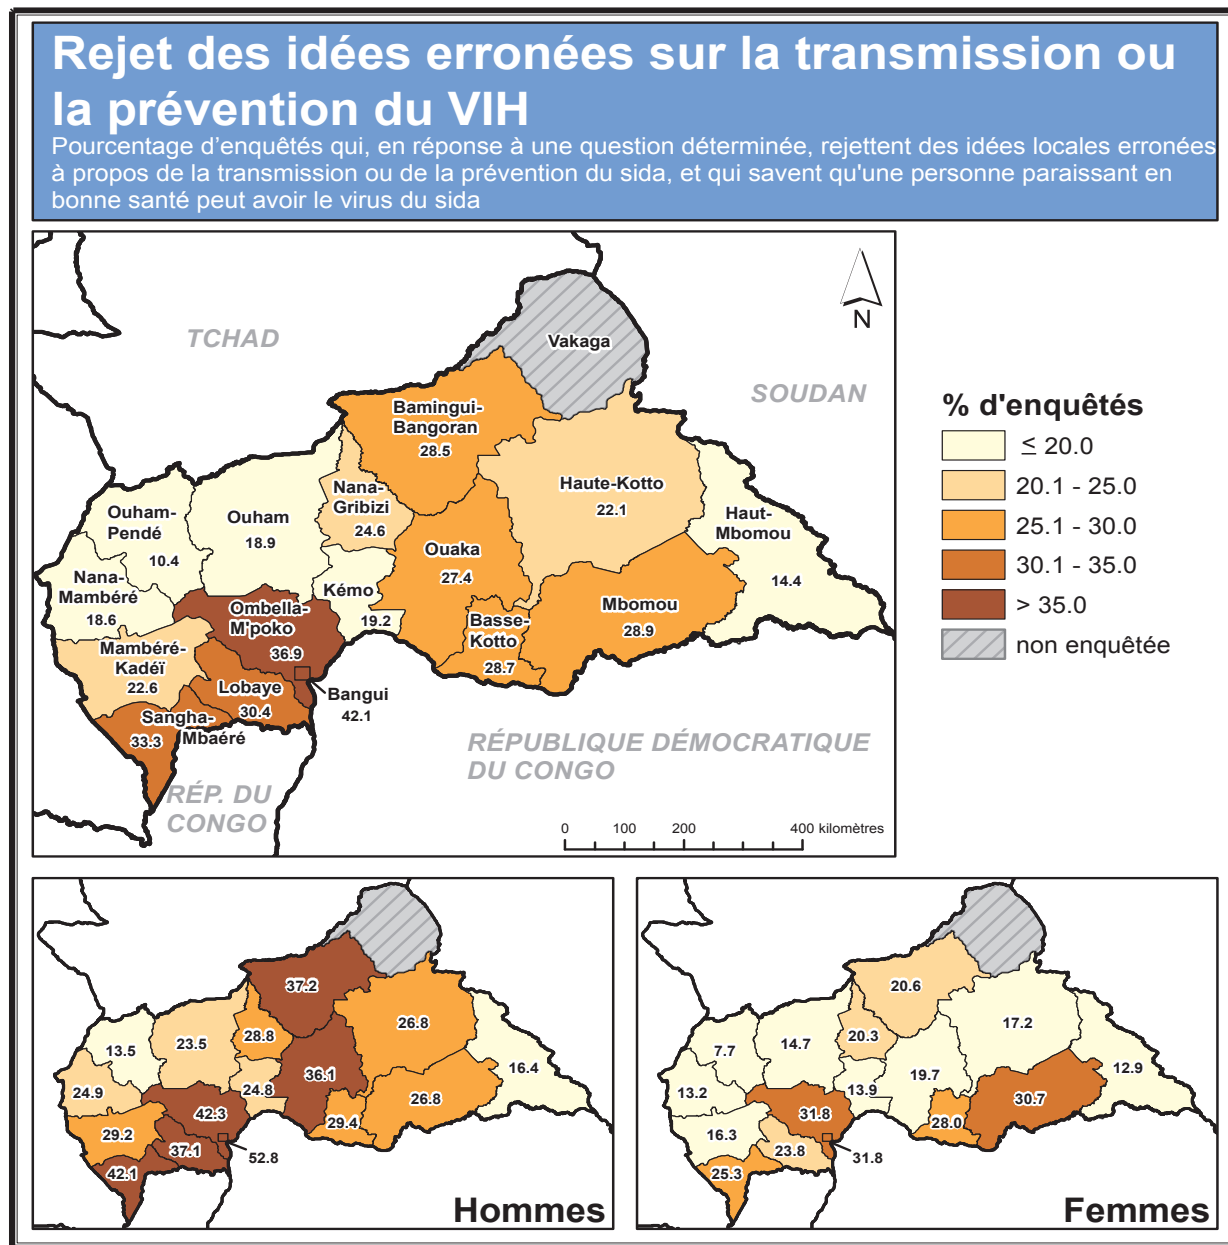 Rejet des idées erronées sur la transmission ou
la prévention du VIH
Pourcentage d’enquêtés qui, en réponse à une question déterminée, rejettent des idées locales erronées
à propos de la transmission ou de la prévention du sida, et qui savent qu'une personne paraissant en
bonne santé peut avoir le virus du sida
TCHAD
SOUDAN
N
Vakaga
Bamingui-
Bangoran
28.5
Haute-Kotto
22.1
Nana-
Gribizi
24.6
Ouham-
Pendé
10.4
Ouham
18.9
Haut-
Mbomou
14.4
Ouaka
27.4
Kémo
19.2
Nana-
Mambéré
18.6
Ombella-
M'poko
36.9
Mbomou
28.9
Basse-
Kotto
28.7
Mambéré-
Kadéï
22.6
Lobaye
30.4
Bangui
42.1
Sangha-
Mbaéré
33.3
RÉPUBLIQUE DÉMOCRATIQUE
DU CONGO
RÉP. DU
CONGO
0 100 200 400 kilomètres
% d'enquêtés
≤ 20.0
20.1 - 25.0
25.1 - 30.0
30.1 - 35.0
> 35.0
non enquêtée
37.2
26.8
28.8
23.5
13.5
36.1
16.4
24.9
24.8
26.8
42.3
29.4
29.2
37.1
52.8
42.1
Hommes
20.6
17.2
20.3
14.7
7.7
19.7
12.9
13.2
13.9
30.7
31.8
28.0
16.3
23.8
31.8
25.3
Femmes